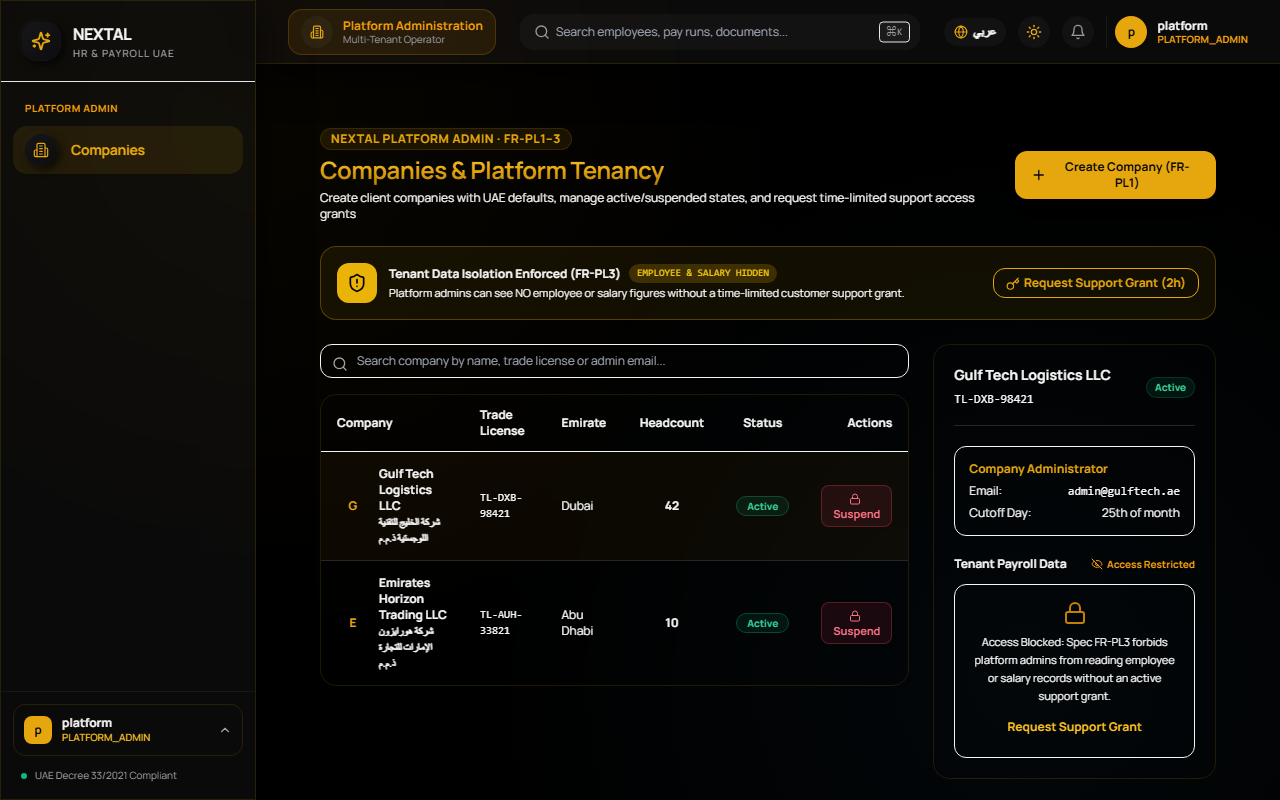 NEXTAL
HR & PAYROLL UAE
PLATFORM ADMIN
Companies
platform
PLATFORM_ADMIN
UAE Decree 33/2021 Compliant
Platform Administration
Multi-Tenant Operator
Search employees, pay runs, documents...
⌘K
عربي
p
platform
PLATFORM_ADMIN
NEXTAL PLATFORM ADMIN · FR-PL1–3
Companies & Platform Tenancy
Create client companies with UAE defaults, manage active/suspended states, and request time-limited support access
grants
Create Company (FR-
PL1)
Tenant Data Isolation Enforced (FR-PL3)
EMPLOYEE & SALARY HIDDEN
Platform admins can see NO employee or salary figures without a time-limited customer support grant.
Request Support Grant (2h)
Search company by name, trade license or admin email...
Company
Trade
License
Emirate
Headcount
Status
Actions
G
Gulf Tech
Logistics
LLC
شركة الخليج للتقنية
اللوجستية ذ.م.م
TL-DXB-
98421
Dubai
42
Active
Suspend
E
Emirates
Horizon
Trading LLC
شركة هورايزون
الإمارات للتجارة
ذ.م.م
TL-AUH-
33821
Abu
Dhabi
10
Active
Suspend
Gulf Tech Logistics LLC
TL-DXB-98421
Active
Company Administrator
Email:
admin@gulftech.ae
Cutoff Day:
25th of month
Tenant Payroll Data
Access Restricted
Access Blocked: Spec FR-PL3 forbids
platform admins from reading employee
or salary records without an active
support grant.
Request Support Grant
p